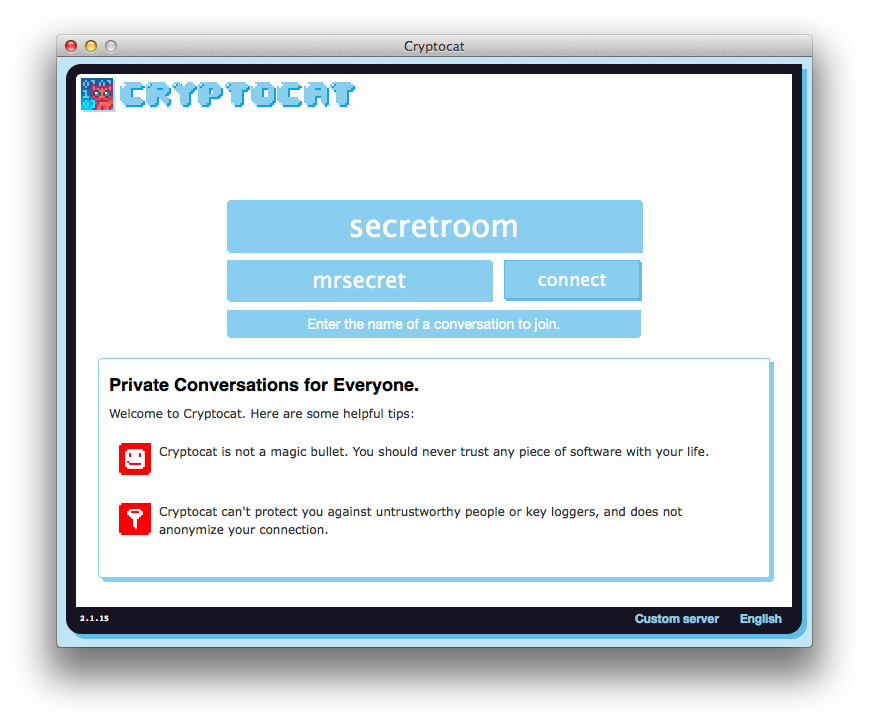 Cryptocat
CRYPTOCAT
secretroom
mrsecret
connect
Enter the name of a conversation to join.
Private Conversations for Everyone.
Welcome to Cryptocat. Here are some helpful tips:
Cryptocat is not a magic bullet. You should never trust any piece of software with your life.
Cryptocat can't protect you against untrustworthy people or key loggers, and does not
anonymize your connection.
2.1.15
Custom server
English